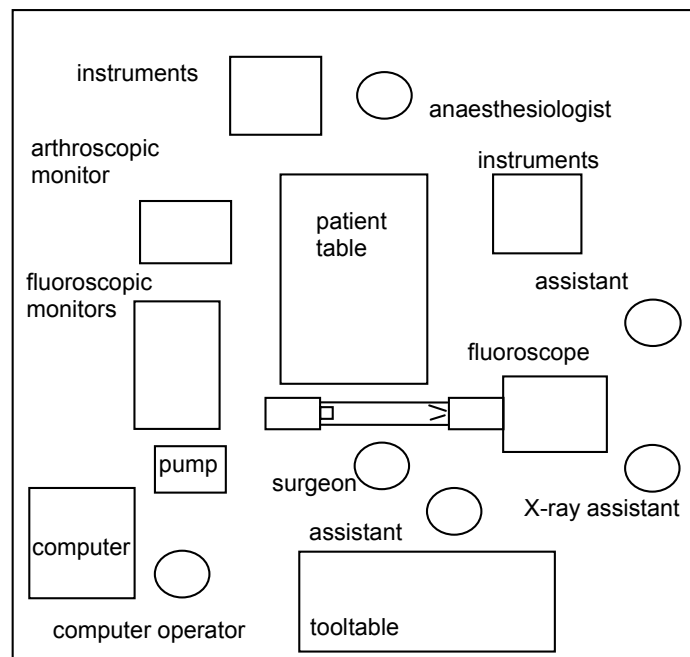 instruments
anaesthesiologist
arthroscopic
monitor
instruments
patient
table
fluoroscopic
monitors
assistant
fluoroscope
pump
surgeon
X-ray assistant
assistant
computer
computer operator
tooltable